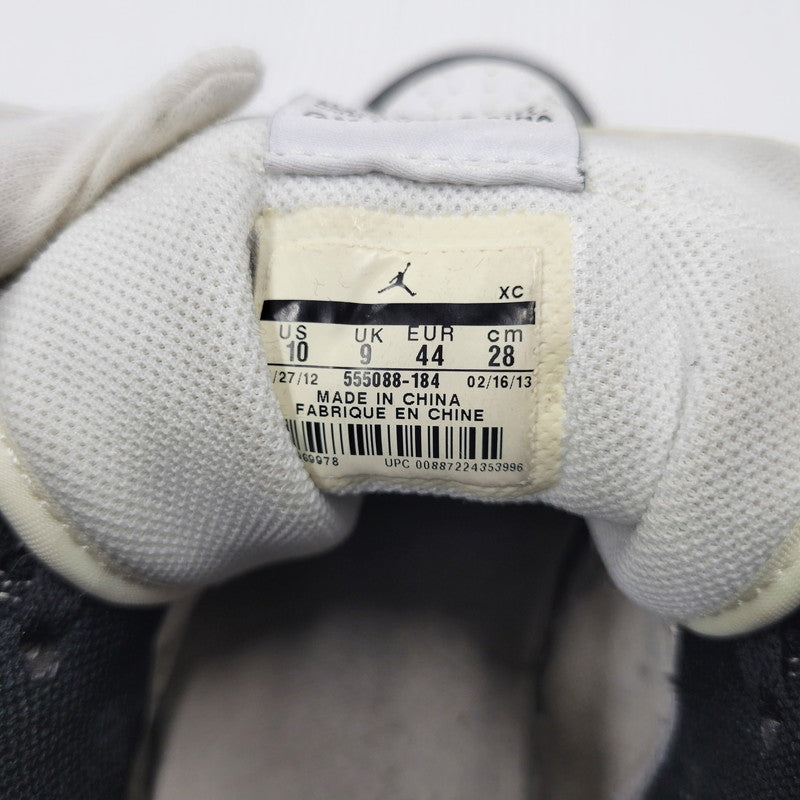 XC
US UK EUR cm
10 9 44 28
/27/12 555088-184 02/16/13
MADE IN CHINA
FABRIQUE EN CHINE
69978 UPC 00887224353996